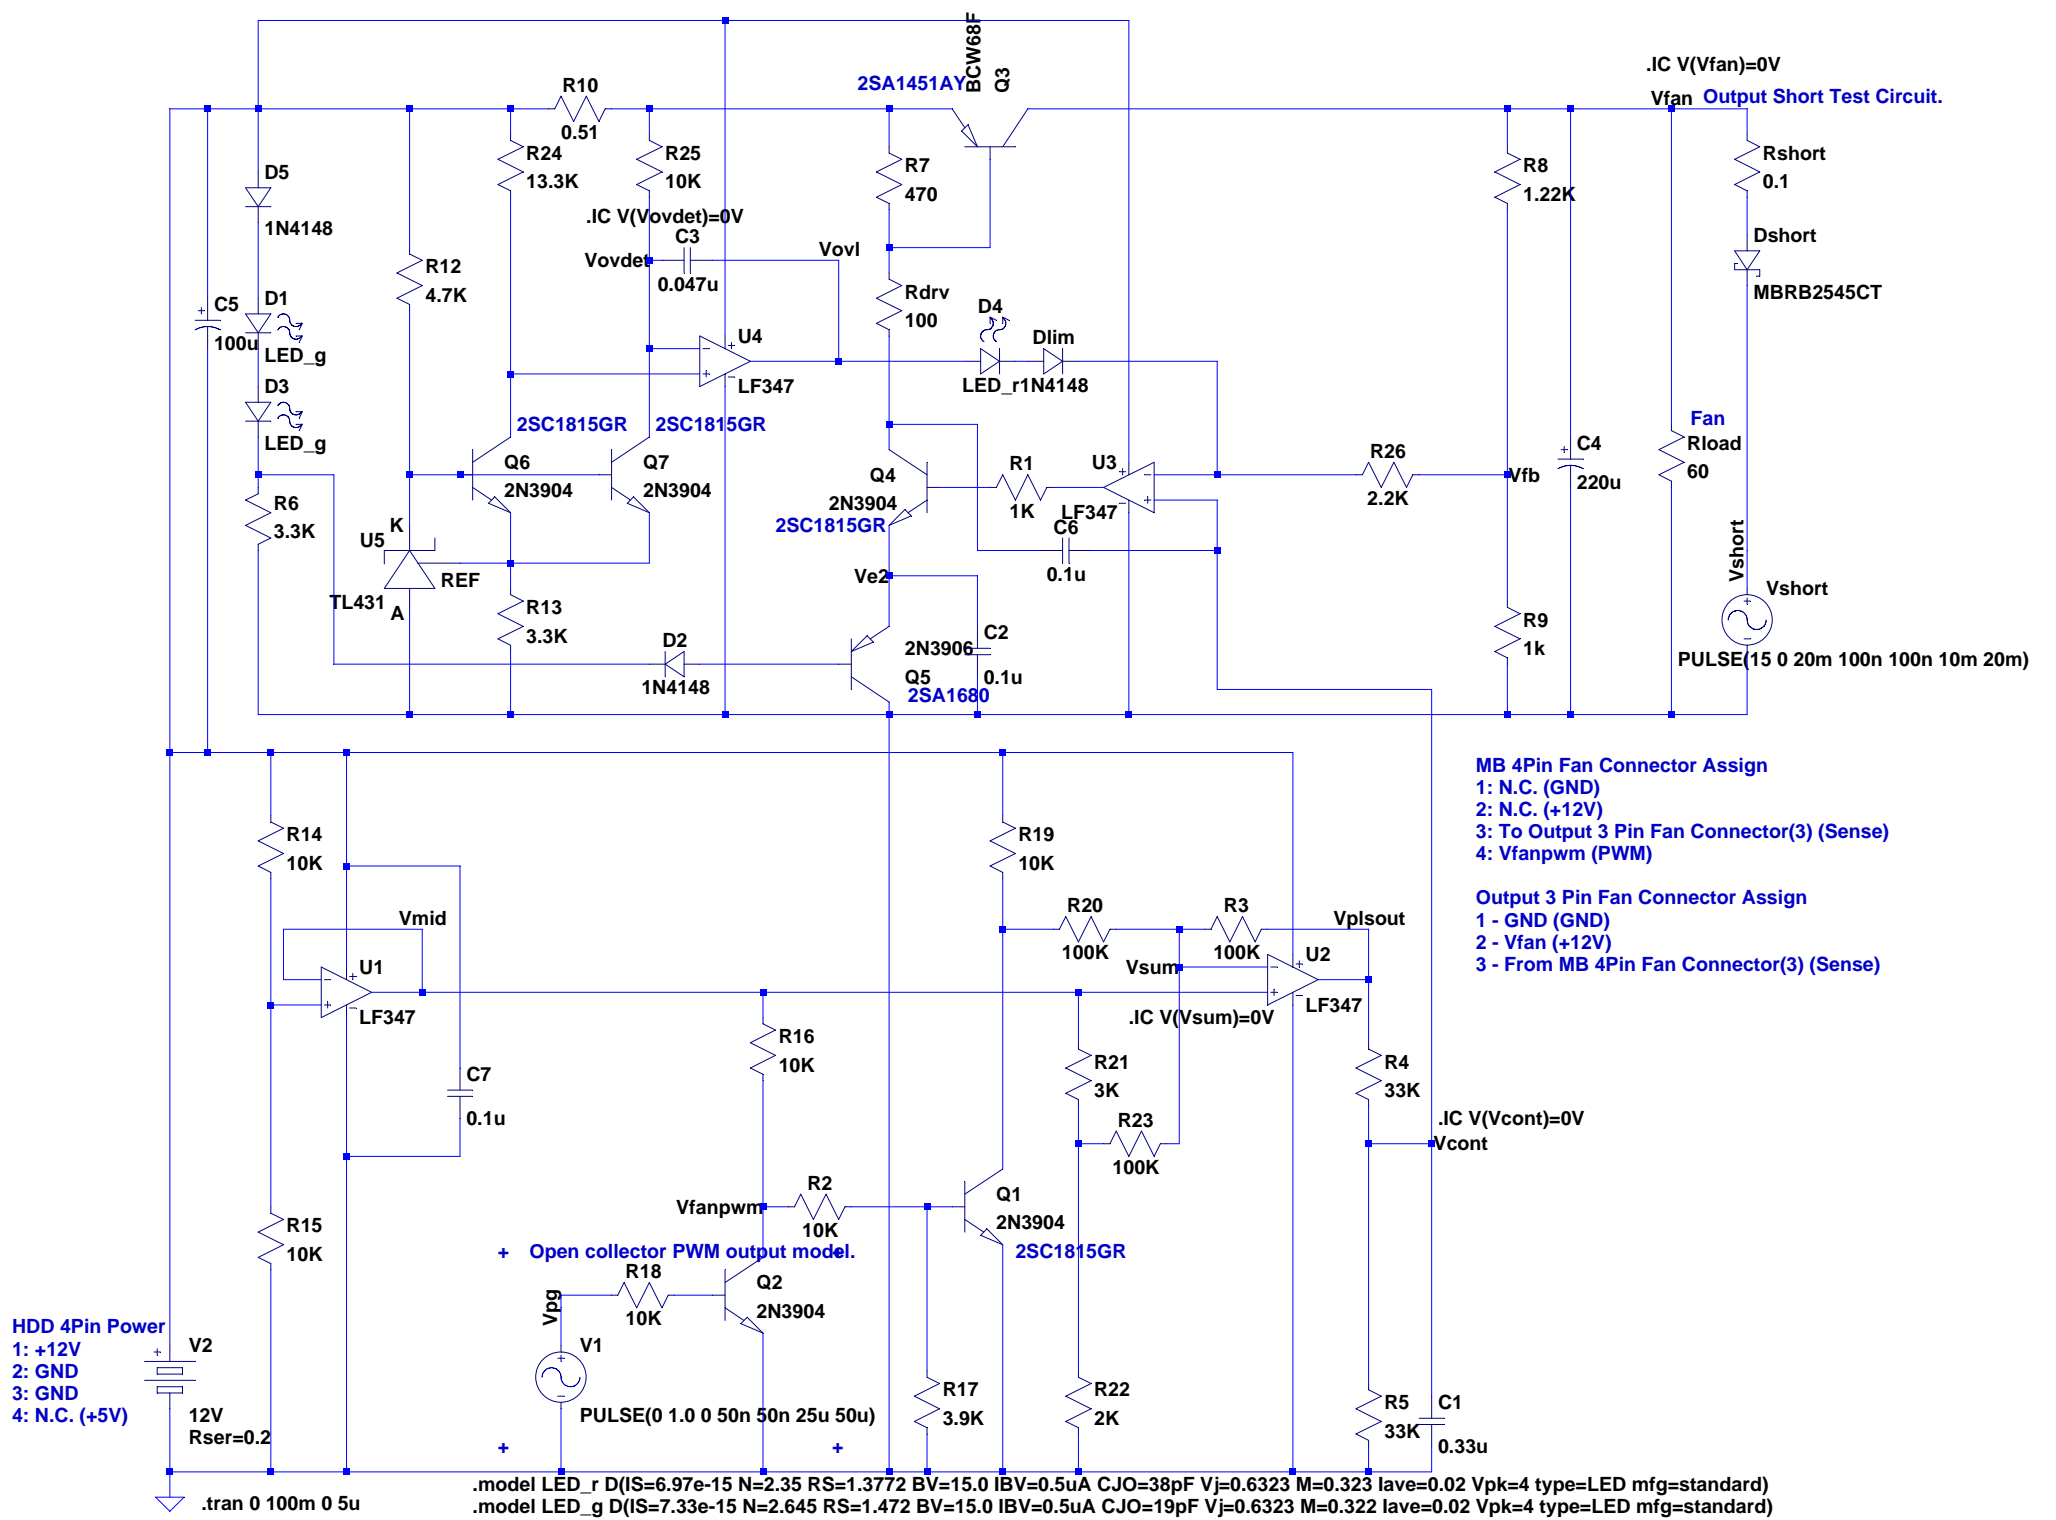 .IC V(Vfan)=0V
Vfan
Output Short Test Circuit.
2SA1451AY
BCW68F
Q3
R10
0.51
R24
13.3K
R25
10K
R7
470
R8
1.22K
Rshort
0.1
D5
1N4148
.IC V(Vovdet)=0V
C3
Vovdet
0.047u
Vovl
Dshort
MBRB2545CT
R12
4.7K
Rdrv
100
C5
100u
D1
LED_g
D4
LED_r
Dlim
1N4148
U4
LF347
D3
LED_g
2SC1815GR
2SC1815GR
Fan
Rload
60
C4
220u
Q6
2N3904
Q7
2N3904
Q4
2N3904
2SC1815GR
R1
1K
U3
LF347
R26
2.2K
Vfb
R6
3.3K
K
U5
REF
TL431
A
C6
0.1u
Ve2
Vshort
Vshort
PULSE(15 0 20m 100n 100n 10m 20m)
R13
3.3K
D2
1N4148
2N3906
Q5
2SA1680
C2
0.1u
R9
1k
MB 4Pin Fan Connector Assign
1: N.C. (GND)
2: N.C. (+12V)
3: To Output 3 Pin Fan Connector(3) (Sense)
4: Vfanpwm (PWM)
Output 3 Pin Fan Connector Assign
1 - GND (GND)
2 - Vfan (+12V)
3 - From MB 4Pin Fan Connector(3) (Sense)
R14
10K
R19
10K
Vmid
R20
100K
R3
100K
Vplsout
U1
LF347
Vsum
U2
LF347
.IC V(Vsum)=0V
R16
10K
R21
3K
R4
33K
C7
0.1u
R23
100K
.IC V(Vcont)=0V
Vcont
Vfanpwm
R2
10K
Q1
2N3904
2SC1815GR
R15
10K
+ Open collector PWM output model. +
R18
10K
Q2
2N3904
Vpg
HDD 4Pin Power
1: +12V
2: GND
3: GND
4: N.C. (+5V)
V2
12V
Rser=0.2
V1
PULSE(0 1.0 0 50n 50n 25u 50u)
R17
3.9K
R22
2K
R5
33K
C1
0.33u
+ +
.tran 0 100m 0 5u
.model LED_r D(IS=6.97e-15 N=2.35 RS=1.3772 BV=15.0 IBV=0.5uA CJO=38pF Vj=0.6323 M=0.323 Iave=0.02 Vpk=4 type=LED mfg=standard)
.model LED_g D(IS=7.33e-15 N=2.645 RS=1.472 BV=15.0 IBV=0.5uA CJO=19pF Vj=0.6323 M=0.322 Iave=0.02 Vpk=4 type=LED mfg=standard)